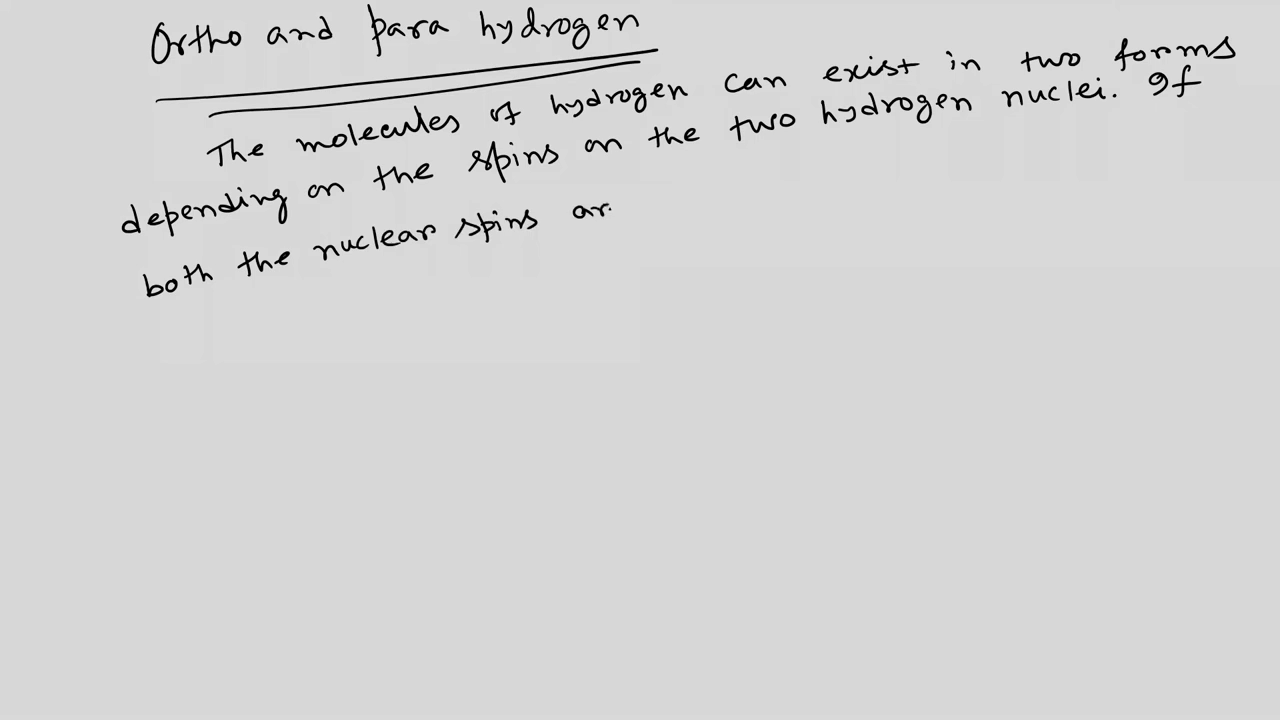 Ortho and para hydrogen
The molecules of hydrogen can exist in two forms
depending on the spins on the two hydrogen nuclei. If
both the nuclear spins ar